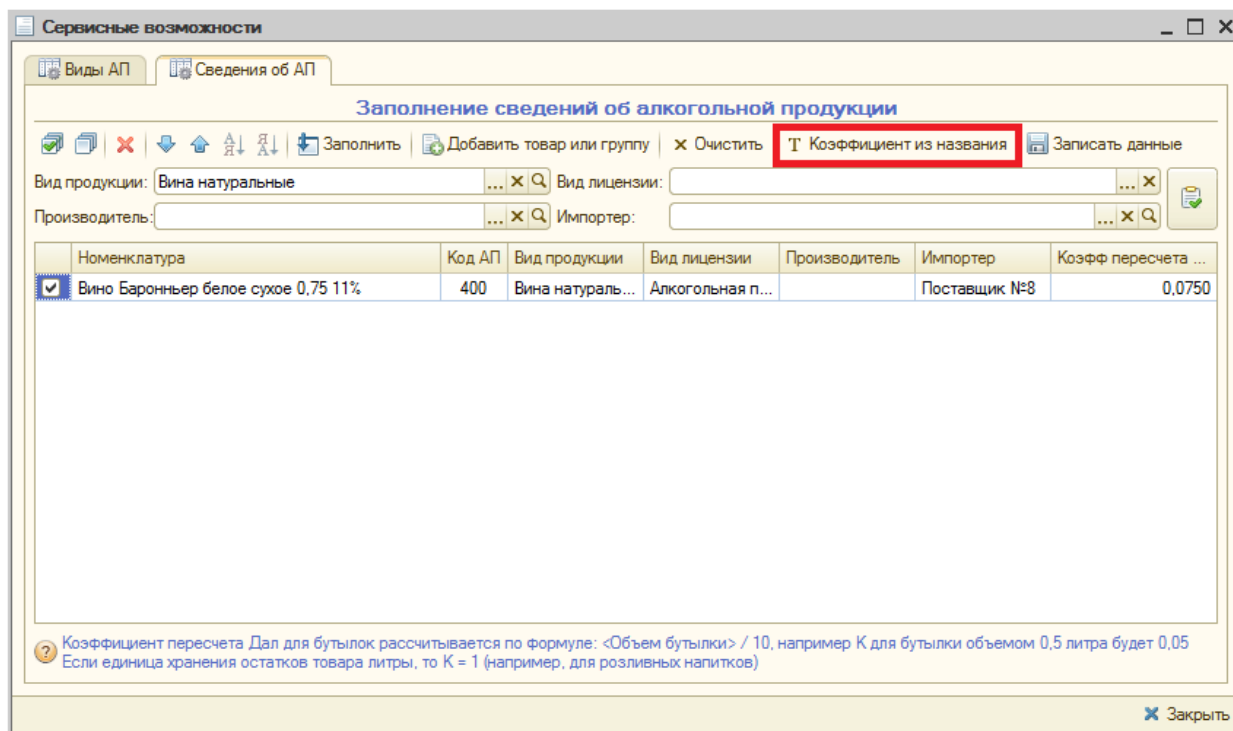 Сервисные возможности
Виды АП Сведения об АП
Заполнение сведений об алкогольной продукции
Заполнить Добавить товар или группу Очистить T Коэффициент из названия Записать данные
Вид продукции: Вина натуральные ... Вид лицензии: ...
Производитель: ... Импортер: ...
Номенклатура Код АП Вид продукции Вид лицензии Производитель Импортер Коэфф пересчета ...
Вино Баронньер белое сухое 0,75 11% 400 Вина натураль... Алкогольная п... Поставщик №8 0,0750
Коэффициент пересчета Дал для бутылок рассчитывается по формуле: <Объем бутылки> / 10, например К для бутылки объемом 0,5 литра будет 0,05
Если единица хранения остатков товара литры, то К = 1 (например, для розливных напитков)
Закрыть